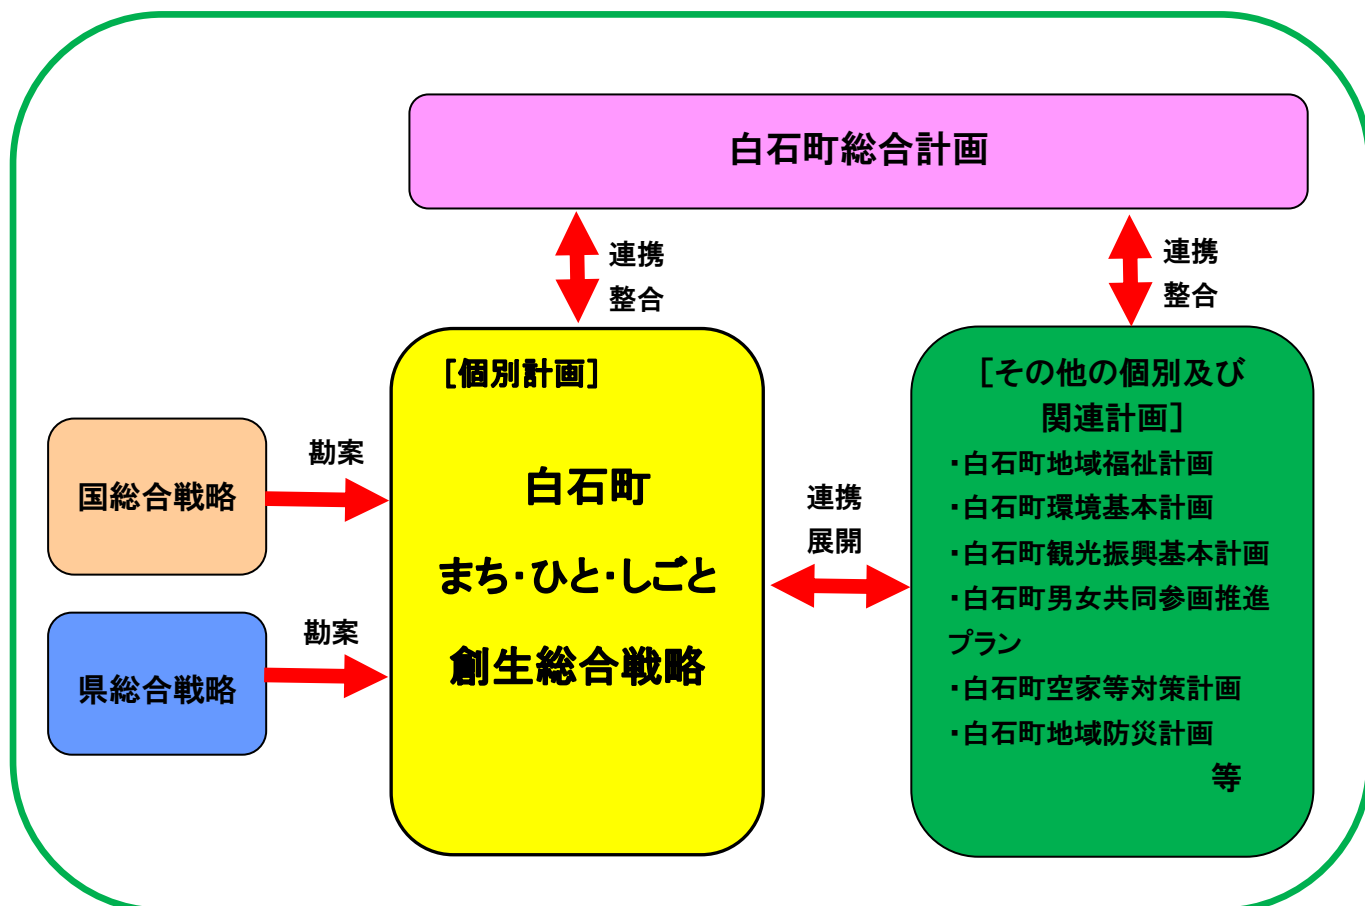 白石町総合計画
連携
整合
連携
整合
[個別計画]
白石町
まち・ひと・しごと
創生総合戦略
国総合戦略
勘案
県総合戦略
勘案
連携
展開
[その他の個別及び
関連計画]
・白石町地域福祉計画
・白石町環境基本計画
・白石町観光振興基本計画
・白石町男女共同参画推進
プラン
・白石町空家等対策計画
・白石町地域防災計画
等